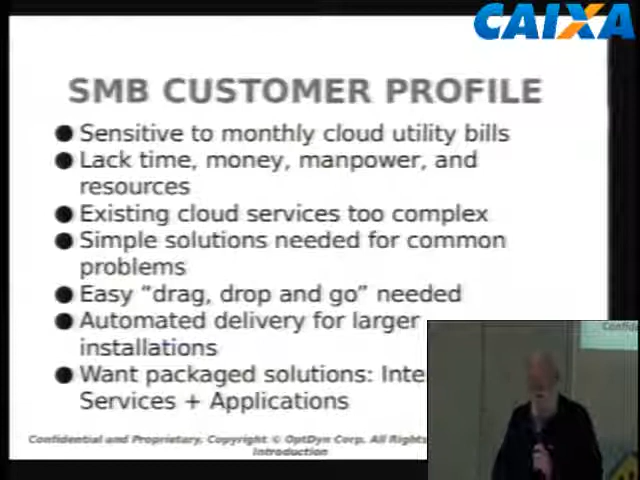 CAIXA
SMB CUSTOMER PROFILE
Sensitive to monthly cloud utility bills
Lack time, money, manpower, and
resources
Existing cloud services too complex
Simple solutions needed for common
problems
Easy “drag, drop and go” needed
Automated delivery for larger
installations
Want packaged solutions: Inte
Services + Applications
Confidential and Proprietary. Copyright © OptDyn Corp. All Rights
Introduction